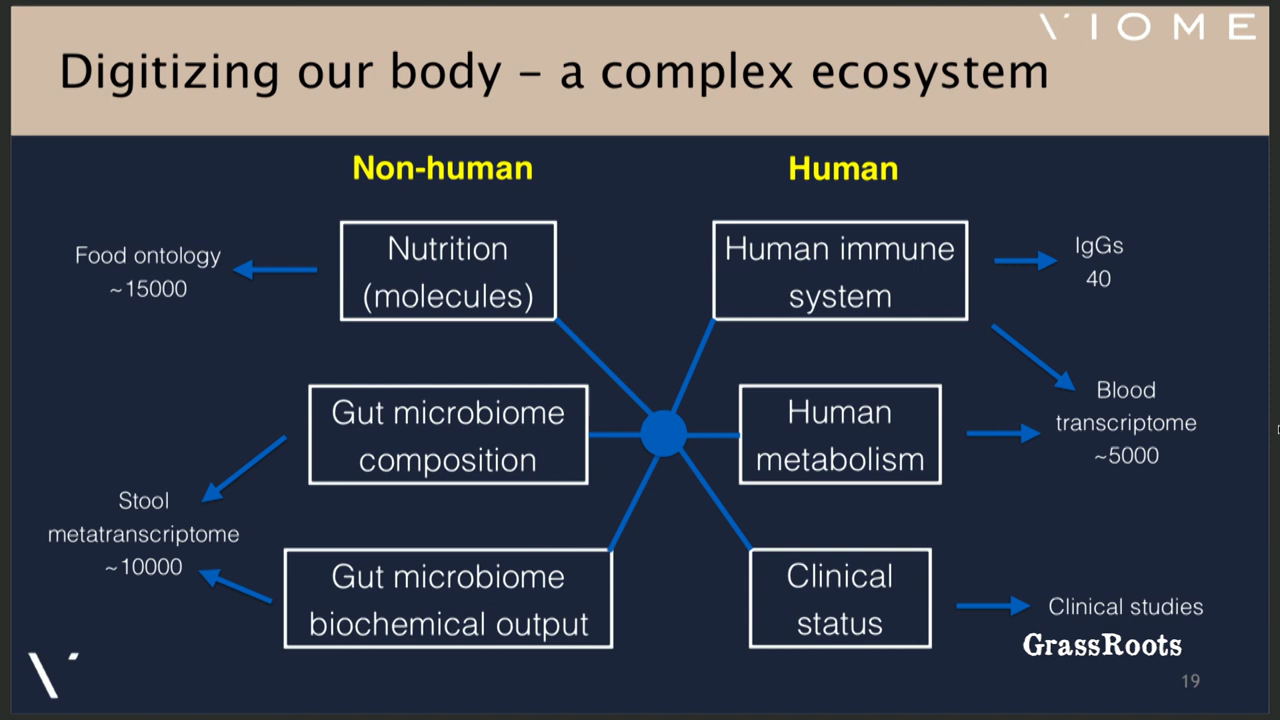 VIOME
Digitizing our body – a complex ecosystem
Non-human
Human
Food ontology
~15000
Nutrition
(molecules)
Human immune
system
IgGs
40
Gut microbiome
composition
Human
metabolism
Blood
transcriptome
~5000
Stool
metatranscriptome
~10000
Gut microbiome
biochemical output
Clinical
status
Clinical studies
GrassRoots
19